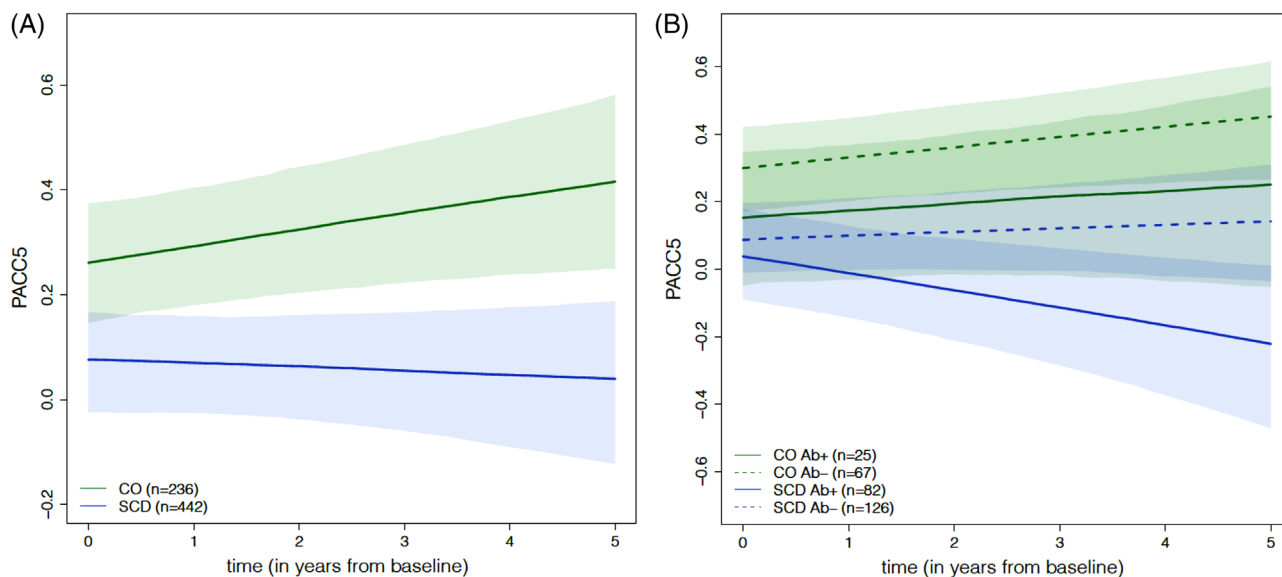 (A)
PACC5
0.6
0.4
0.2
0.0
−0.2
CO (n=236)
SCD (n=442)
0 1 2 3 4 5
time (in years from baseline)
(B)
PACC5
0.6
0.4
0.2
0.0
−0.2
−0.4
−0.6
CO Ab+ (n=25)
CO Ab− (n=67)
SCD Ab+ (n=82)
SCD Ab− (n=126)
0 1 2 3 4 5
time (in years from baseline)